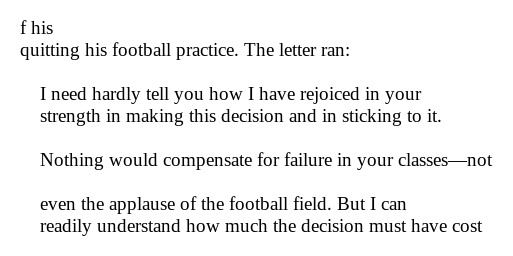 f his
quitting his football practice. The letter ran:
I need hardly tell you how I have rejoiced in your
strength in making this decision and in sticking to it.
Nothing would compensate for failure in your classes—not
even the applause of the football field. But I can
readily understand how much the decision must have cost